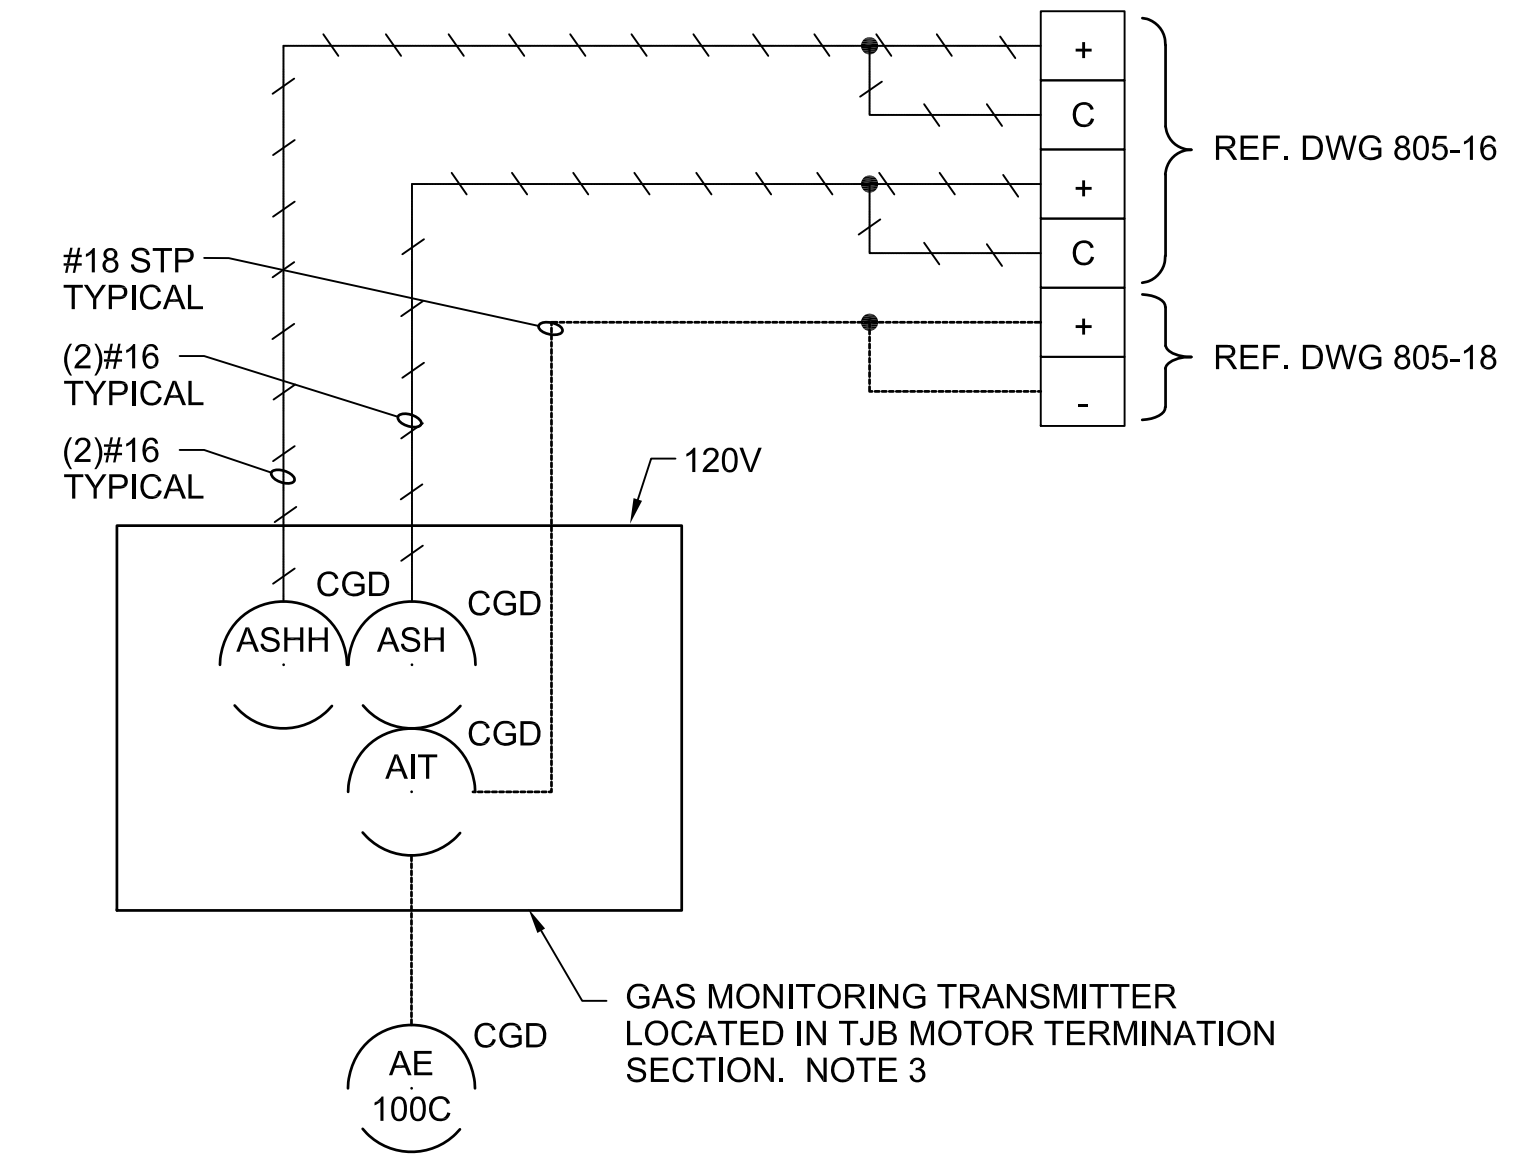 +
C
REF. DWG 805-16
+
C
#18 STP
TYPICAL
+
(2)#16
TYPICAL
REF. DWG 805-18
-
(2)#16
TYPICAL
120V
CGD
CGD
ASHH
ASH
CGD
AIT
GAS MONITORING TRANSMITTER
LOCATED IN TJB MOTOR TERMINATION
SECTION. NOTE 3
CGD
AE
100C